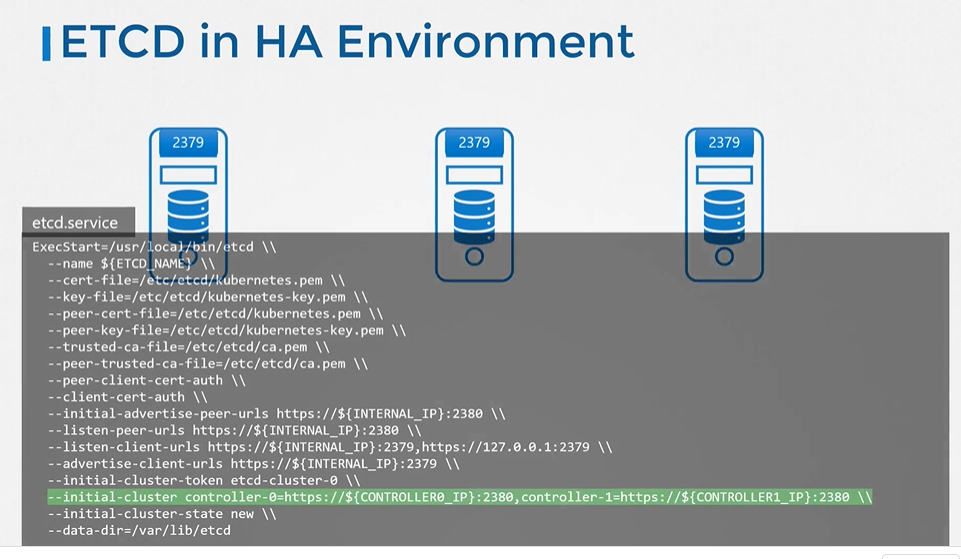 ETCD in HA Environment
2379
2379
2379
etcd.service
ExecStart=/usr/local/bin/etcd \\
--name ${ETCD_NAME} \\
--cert-file=/etc/etcd/kubernetes.pem \\
--key-file=/etc/etcd/kubernetes-key.pem \\
--peer-cert-file=/etc/etcd/kubernetes.pem \\
--peer-key-file=/etc/etcd/kubernetes-key.pem \\
--trusted-ca-file=/etc/etcd/ca.pem \\
--peer-trusted-ca-file=/etc/etcd/ca.pem \\
--peer-client-cert-auth \\
--client-cert-auth \\
--initial-advertise-peer-urls https://${INTERNAL_IP}:2380 \\
--listen-peer-urls https://${INTERNAL_IP}:2380 \\
--listen-client-urls https://${INTERNAL_IP}:2379,https://127.0.0.1:2379 \\
--advertise-client-urls https://${INTERNAL_IP}:2379 \\
--initial-cluster-token etcd-cluster-0 \\
--initial-cluster controller-0=https://${CONTROLLER0_IP}:2380,controller-1=https://${CONTROLLER1_IP}:2380 \\
--initial-cluster-state new \\
--data-dir=/var/lib/etcd